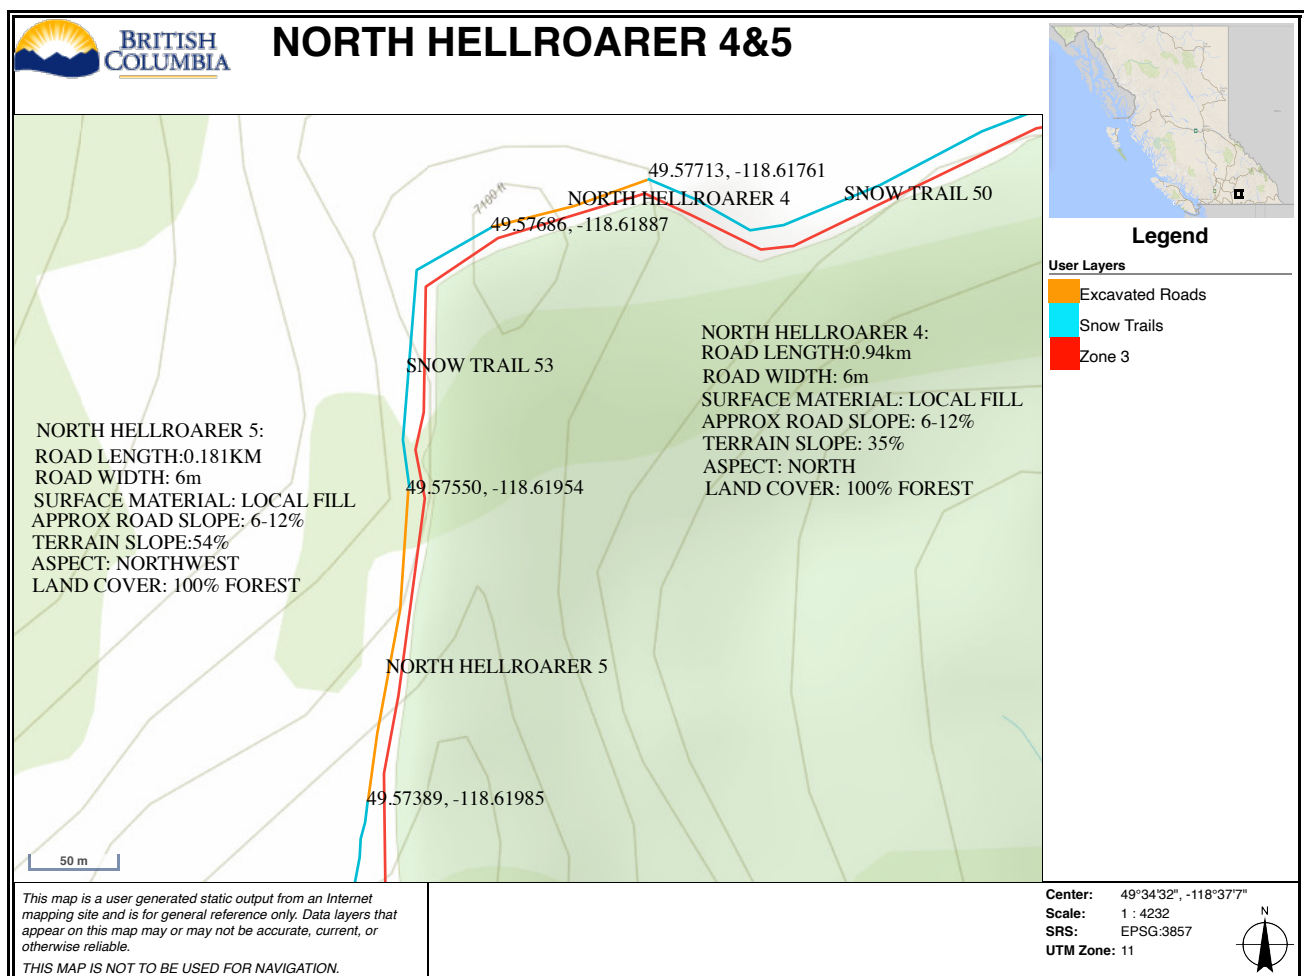 BRITISH
COLUMBIA
NORTH HELLROARER 4&5
7100 ft
49.57713, -118.61761
NORTH HELLROARER 4
SNOW TRAIL 50
49.57686, -118.61887
SNOW TRAIL 53
NORTH HELLROARER 4:
ROAD LENGTH:0.94km
ROAD WIDTH: 6m
SURFACE MATERIAL: LOCAL FILL
APPROX ROAD SLOPE: 6-12%
TERRAIN SLOPE: 35%
ASPECT: NORTH
LAND COVER: 100% FOREST
NORTH HELLROARER 5:
ROAD LENGTH:0.181KM
ROAD WIDTH: 6m
SURFACE MATERIAL: LOCAL FILL
APPROX ROAD SLOPE: 6-12%
TERRAIN SLOPE:54%
ASPECT: NORTHWEST
LAND COVER: 100% FOREST
49.57550, -118.61954
NORTH HELLROARER 5
49.57389, -118.61985
50 m
Legend
User Layers
Excavated Roads
Snow Trails
Zone 3
This map is a user generated static output from an Internet
mapping site and is for general reference only. Data layers that
appear on this map may or may not be accurate, current, or
otherwise reliable.
THIS MAP IS NOT TO BE USED FOR NAVIGATION.
Center: 49°34'32", -118°37'7"
Scale: 1 : 4232
SRS: EPSG:3857
UTM Zone: 11
N